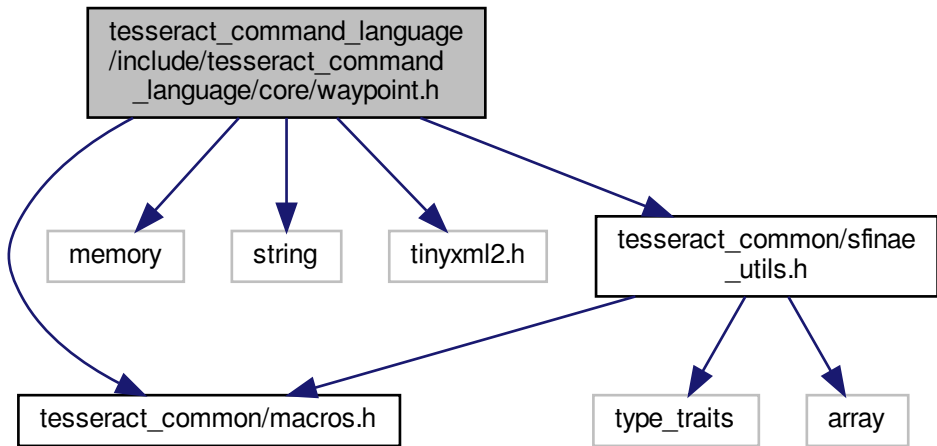 tesseract_command_language
/include/tesseract_command
_language/core/waypoint.h
memory
string
tinyxml2.h
tesseract_common/sfinae
_utils.h
tesseract_common/macros.h
type_traits
array